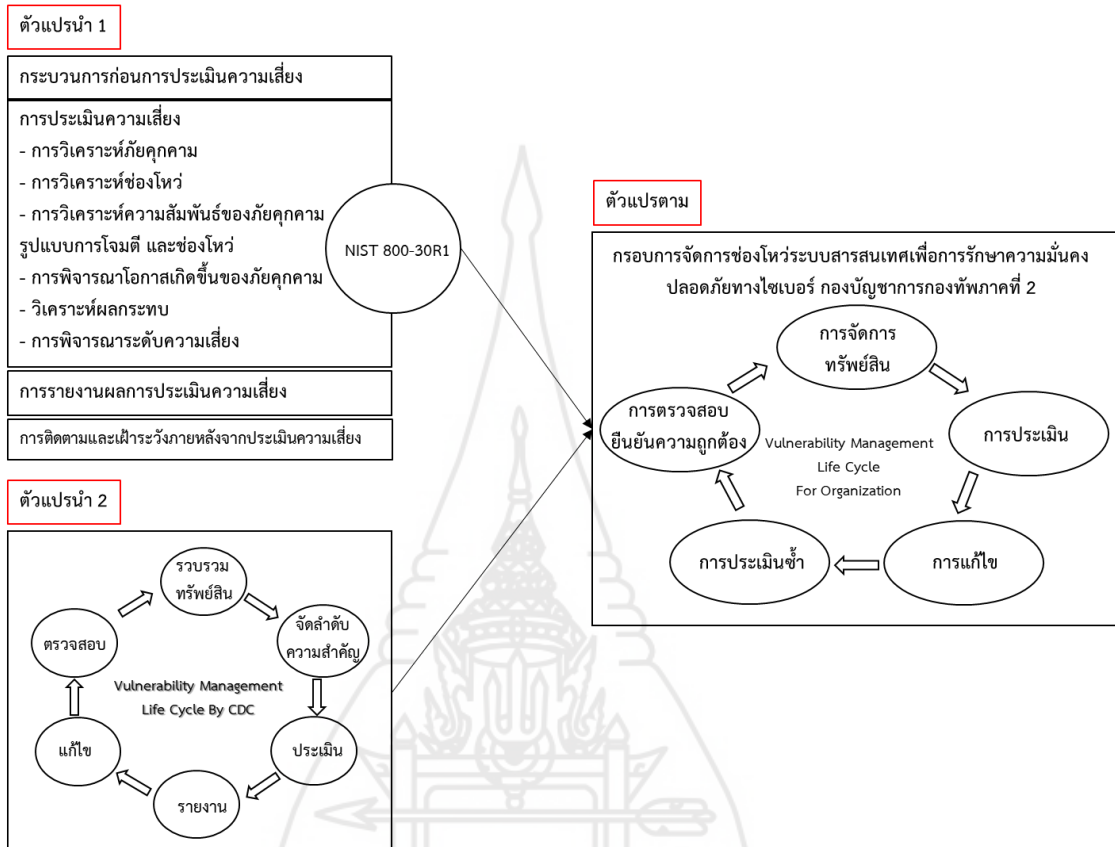 ตัวแปรนำ 1
กระบวนการก่อนการประเมินความเสี่ยง
การประเมินความเสี่ยง
- การวิเคราะห์ภัยคุกคาม
- การวิเคราะห์ช่องโหว่
- การวิเคราะห์ความสัมพันธ์ของภัยคุกคาม
รูปแบบการโจมตี และช่องโหว่
- การพิจารณาโอกาสเกิดขึ้นของภัยคุกคาม
- วิเคราะห์ผลกระทบ
- การพิจารณาระดับความเสี่ยง
NIST 800-30R1
การรายงานผลการประเมินความเสี่ยง
การติดตามและเฝ้าระวังภายหลังจากประเมินความเสี่ยง
ตัวแปรนำ 2
รวบรวม
ทรัพย์สิน
จัดลำดับ
ความสำคัญ
ประเมิน
รายงาน
แก้ไข
ตรวจสอบ
Vulnerability Management
Life Cycle By CDC
ตัวแปรตาม
กรอบการจัดการช่องโหว่ระบบสารสนเทศเพื่อการรักษาความมั่นคง
ปลอดภัยทางไซเบอร์ กองบัญชาการกองทัพภาคที่ 2
การจัดการ
ทรัพย์สิน
การประเมิน
การแก้ไข
การประเมินซ้ำ
การตรวจสอบ
ยืนยันความถูกต้อง
Vulnerability Management
Life Cycle
For Organization